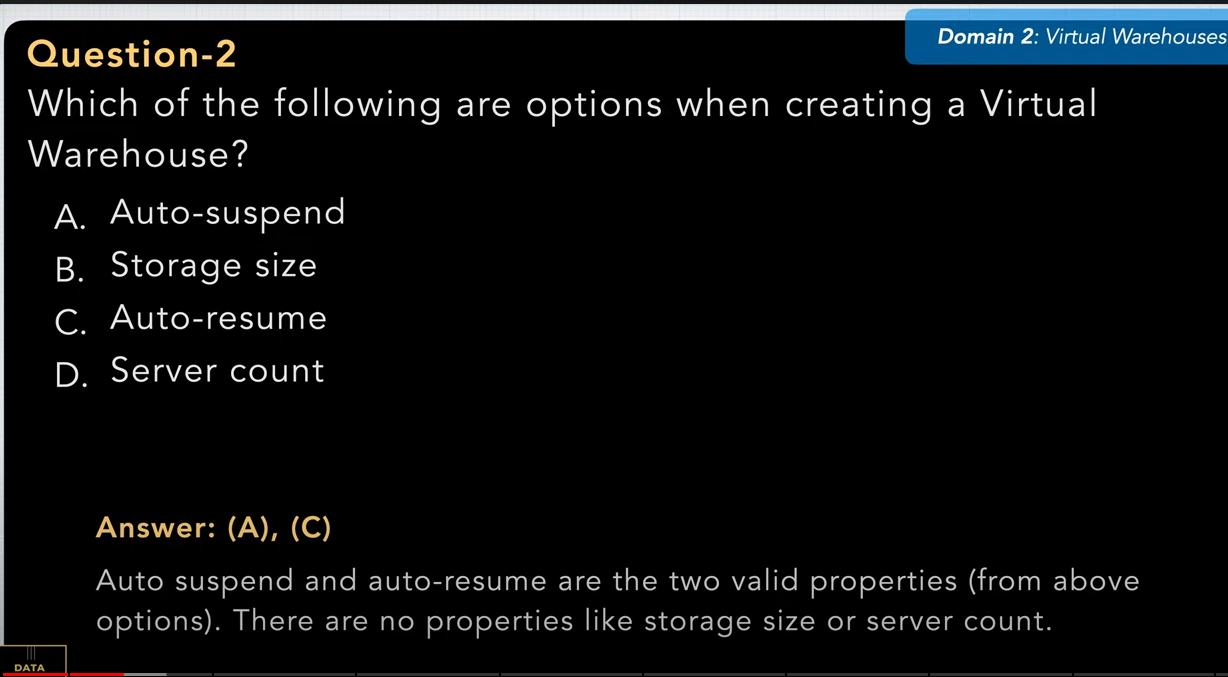 Domain 2: Virtual Warehouses
Question-2
Which of the following are options when creating a Virtual
Warehouse?
A. Auto-suspend
B. Storage size
C. Auto-resume
D. Server count
Answer: (A), (C)
Auto suspend and auto-resume are the two valid properties (from above
options). There are no properties like storage size or server count.
DATA